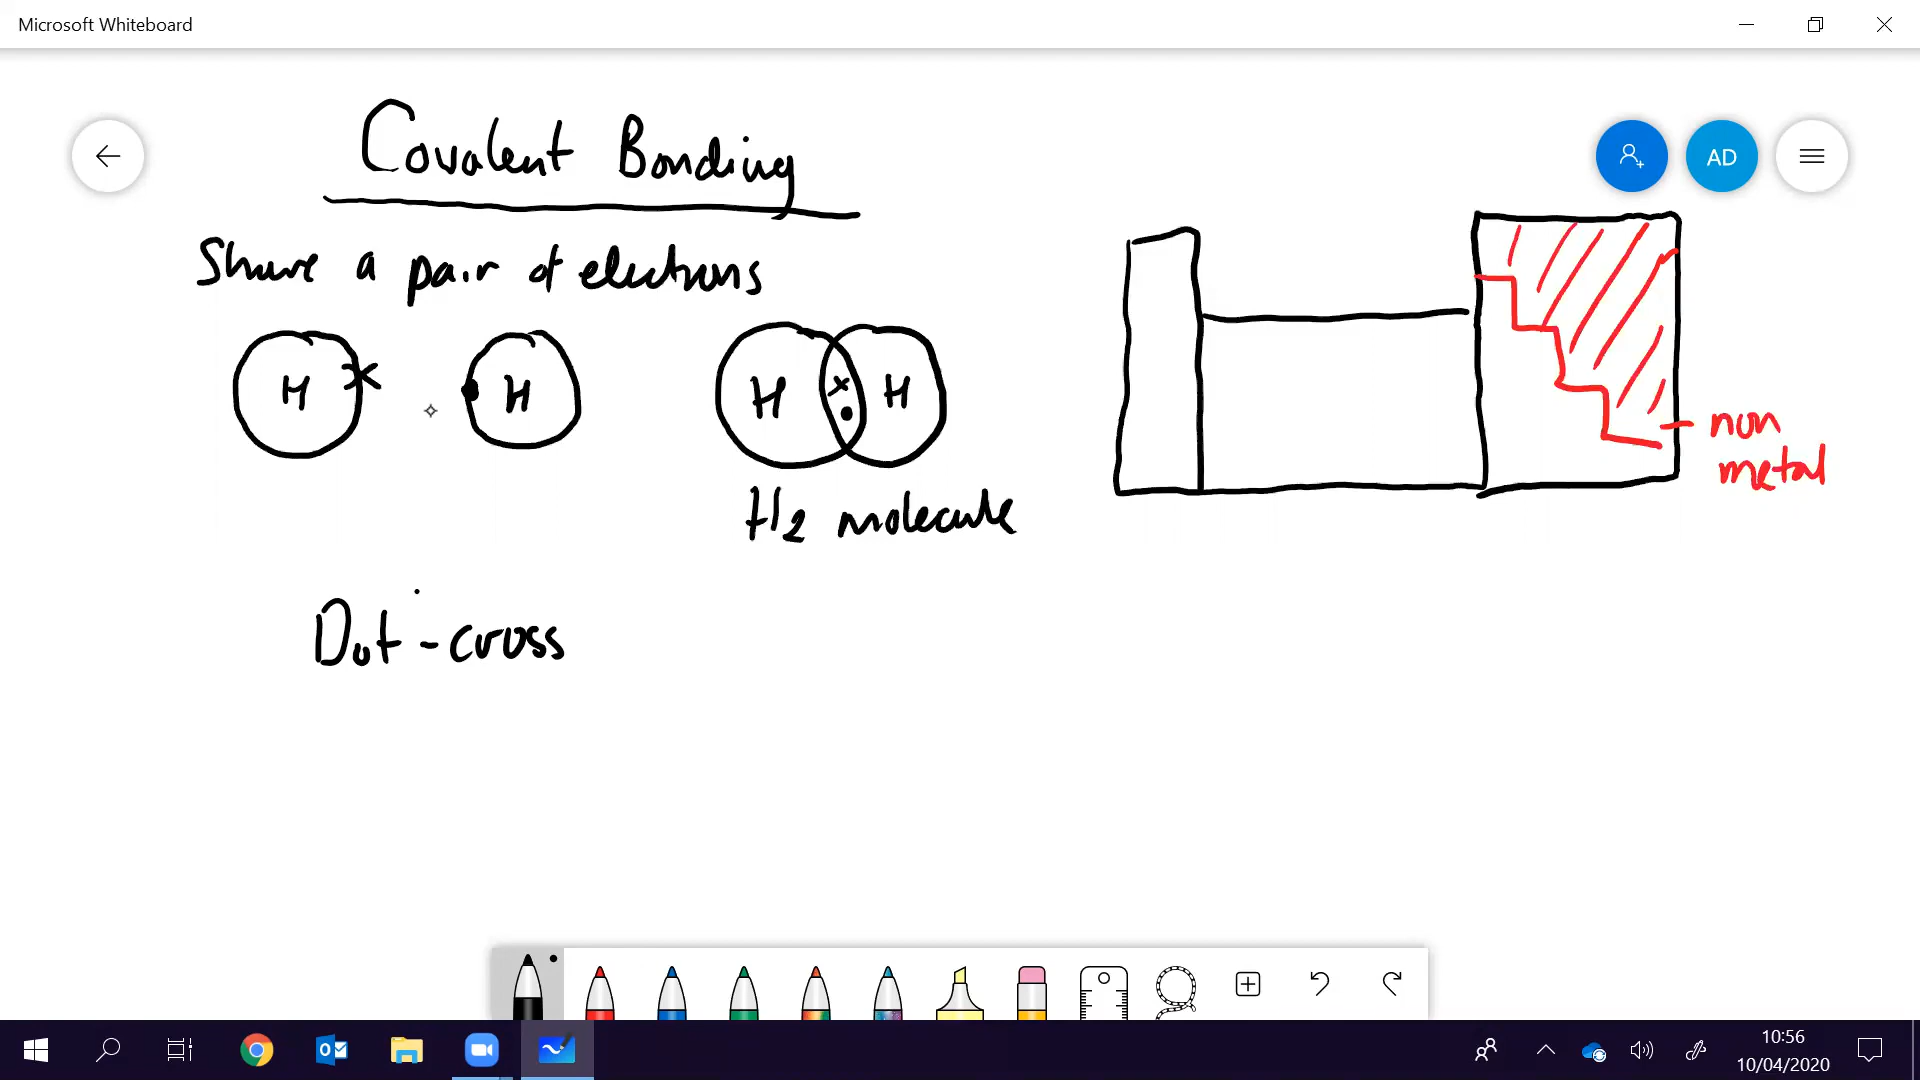 Microsoft Whiteboard
Covalent Bonding
AD
Share a pair of electrons
H x H H x H
non
metal
H2 molecule
Dot-cross
10:56
10/04/2020